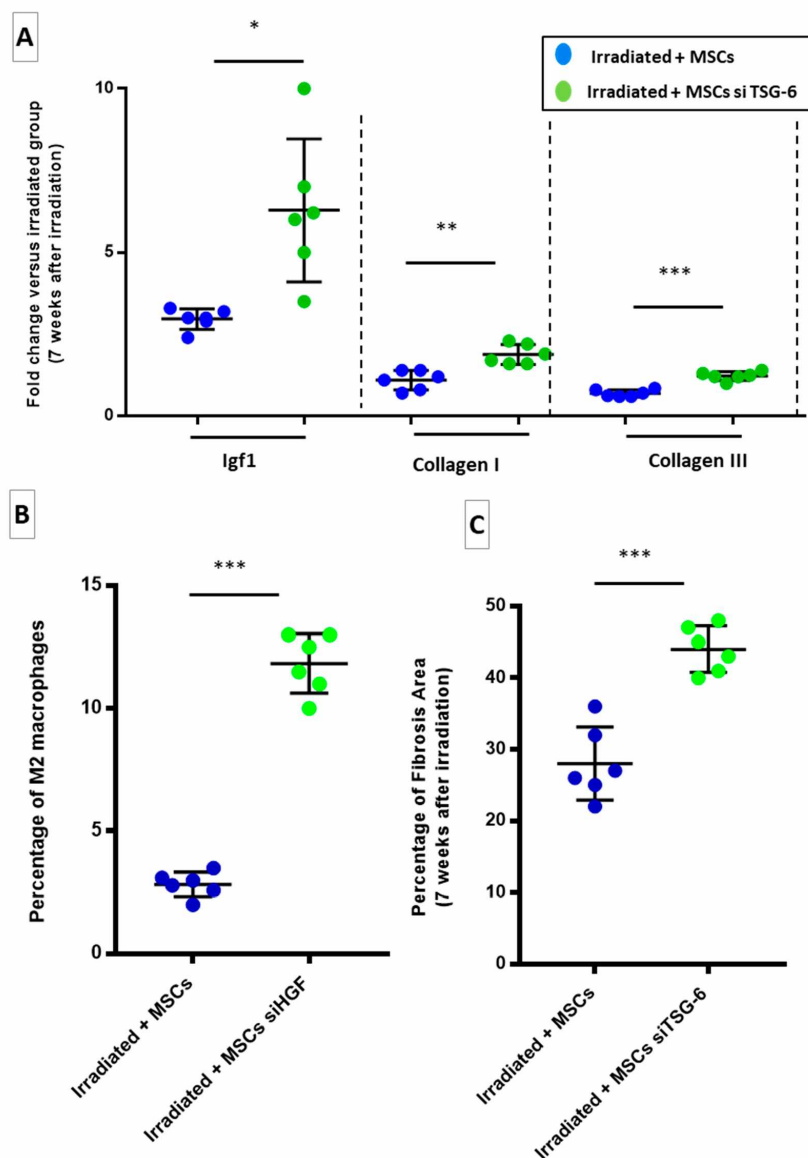 A
*
Irradiated + MSCs
Irradiated + MSCs si TSG-6
Fold change versus irradiated group
(7 weeks after irradiation)
10
5
0
**
***
Igf1
Collagen I
Collagen III
B
***
Percentage of M2 macrophages
15
10
5
0
Irradiated + MSCs
Irradiated + MSCs siHGF
C
***
Percentage of Fibrosis Area
(7 weeks after irradiation)
50
40
30
20
10
0
Irradiated + MSCs
Irradiated + MSCs siTSG-6